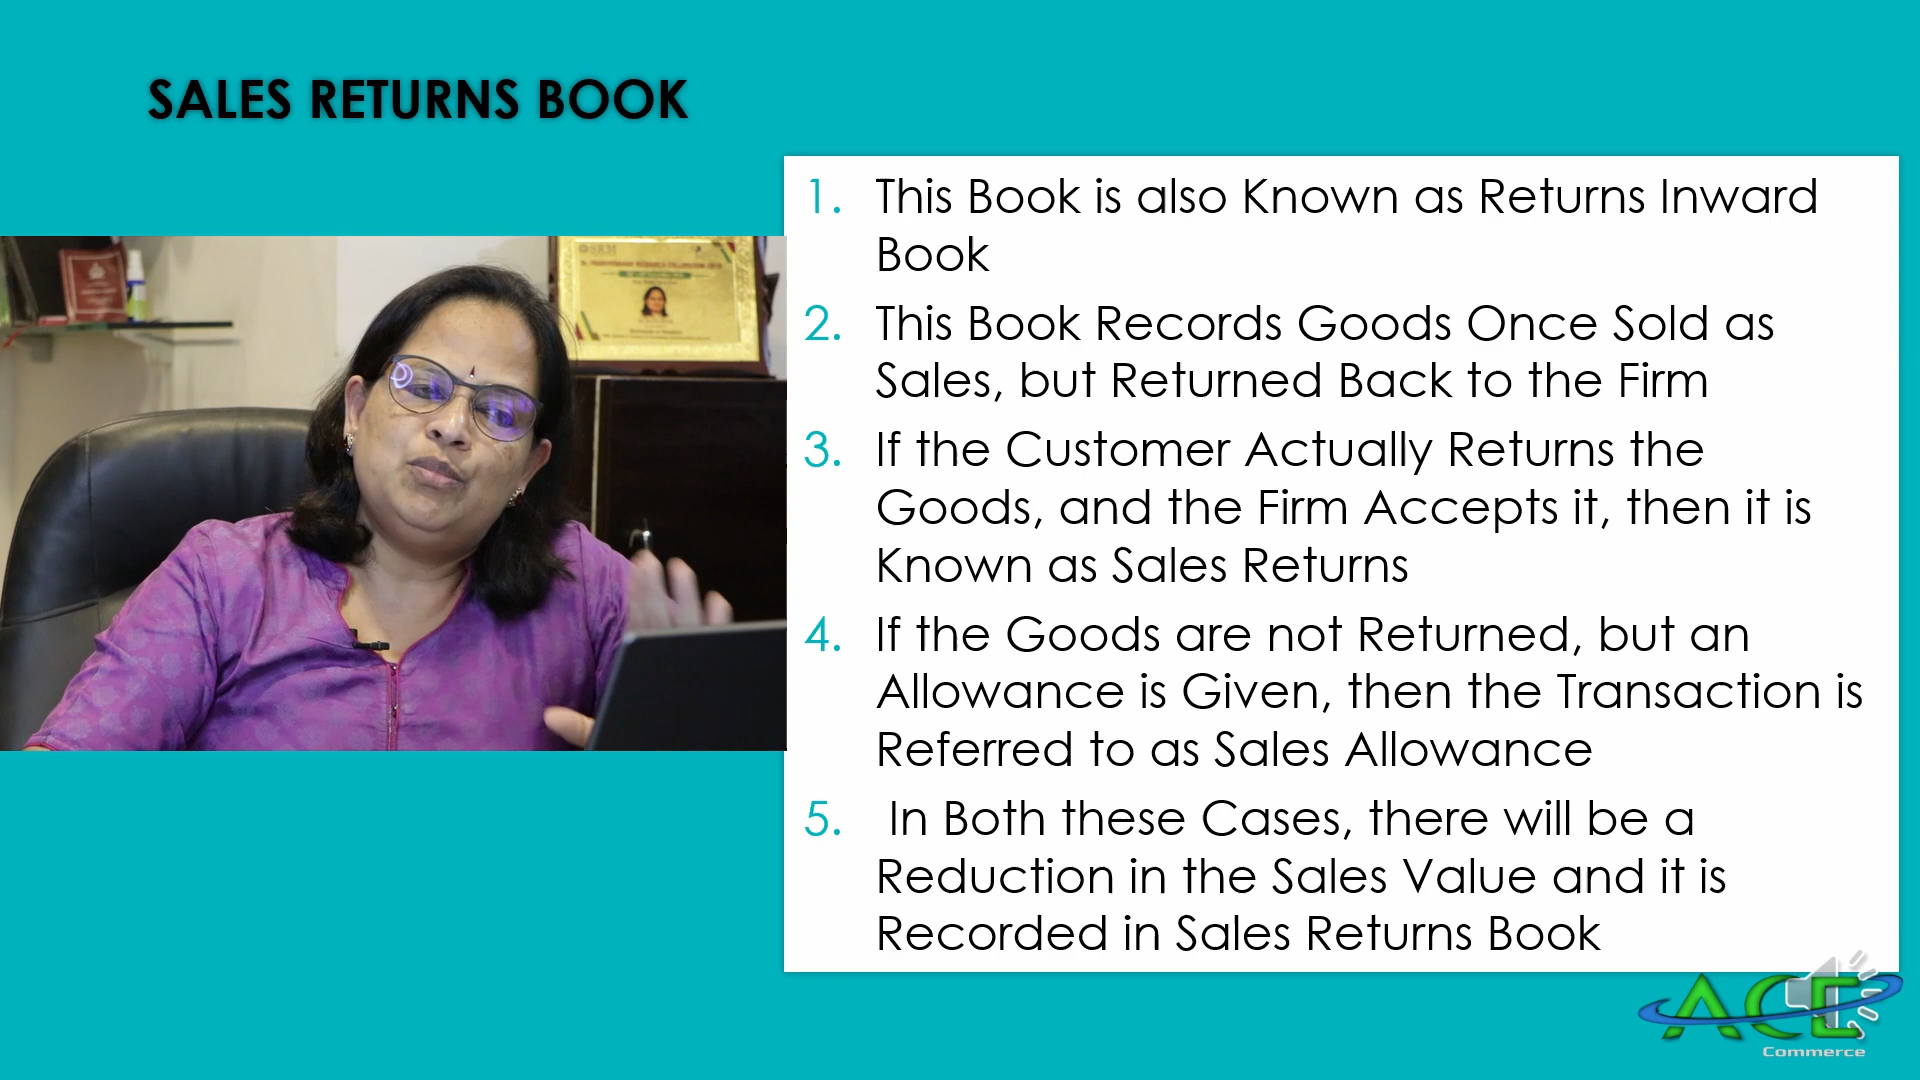 SALES RETURNS BOOK
1. This Book is also Known as Returns Inward
Book
2. This Book Records Goods Once Sold as
Sales, but Returned Back to the Firm
3. If the Customer Actually Returns the
Goods, and the Firm Accepts it, then it is
Known as Sales Returns
4. If the Goods are not Returned, but an
Allowance is Given, then the Transaction is
Referred to as Sales Allowance
5. In Both these Cases, there will be a
Reduction in the Sales Value and it is
Recorded in Sales Returns Book
SRM
ACE
Commerce